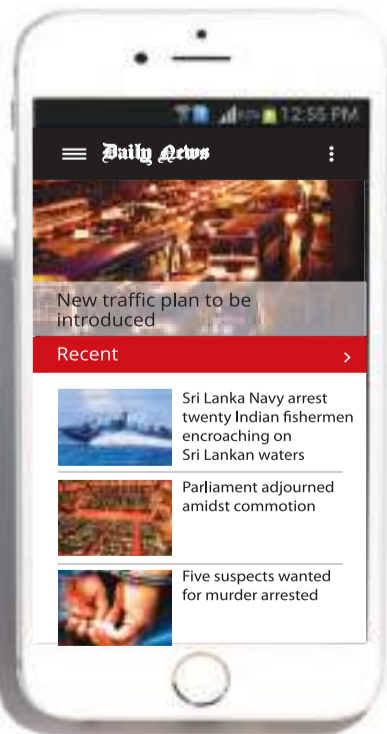 12:55 PM
Daily News
New traffic plan to be
introduced
Recent
Sri Lanka Navy arrest
twenty Indian fishermen
encroaching on
Sri Lankan waters
Parliament adjourned
amidst commotion
Five suspects wanted
for murder arrested